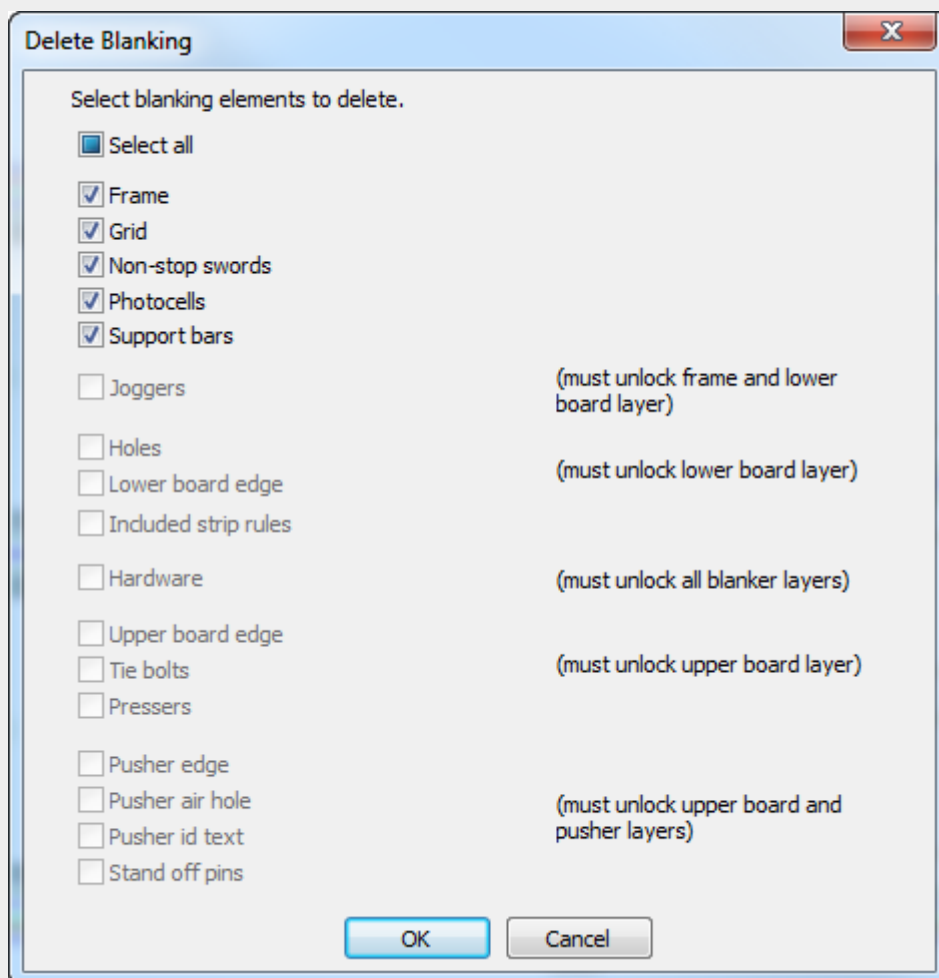 Delete Blanking
Select blanking elements to delete.
Select all
Frame
Grid
Non-stop swords
Photocells
Support bars
Joggers
(must unlock frame and lower
board layer)
Holes
Lower board edge
(must unlock lower board layer)
Included strip rules
Hardware
(must unlock all blanker layers)
Upper board edge
Tie bolts
(must unlock upper board layer)
Pressers
Pusher edge
Pusher air hole
(must unlock upper board and
Pusher id text
pusher layers)
Stand off pins
OK
Cancel